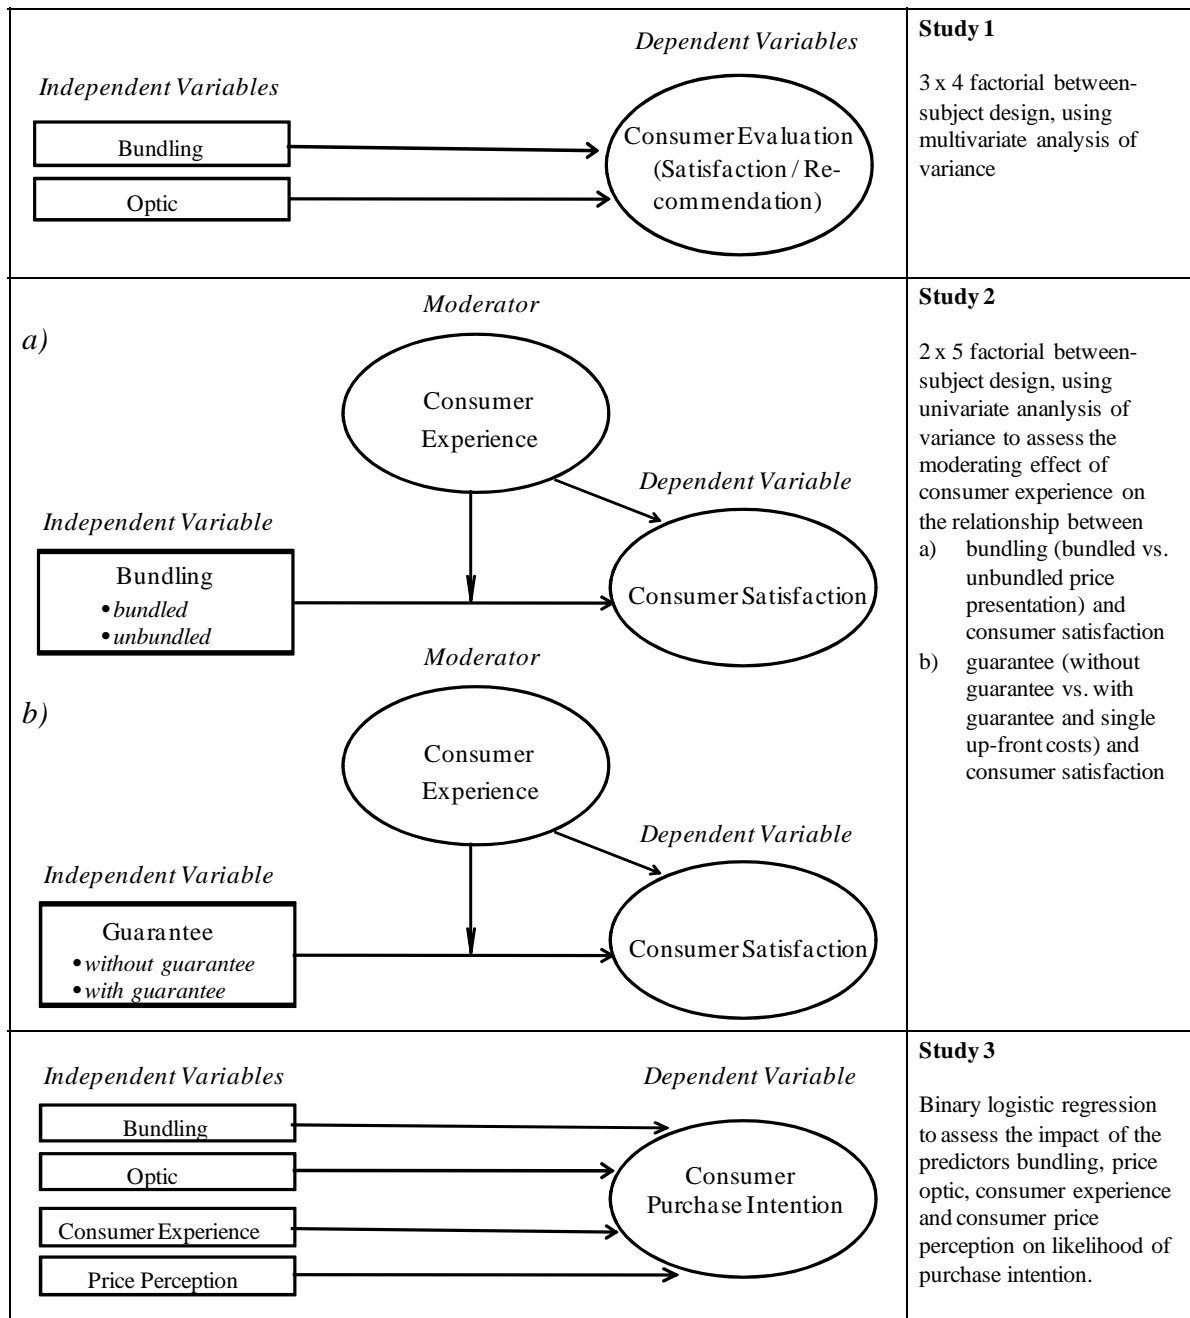 Dependent Variables
Independent Variables
Bundling
Optic
Consumer Evaluation
(Satisfaction / Re-
commendation)
Study 1
3 x 4 factorial between-
subject design, using
multivariate analysis of
variance
a)
Moderator
Consumer
Experience
Dependent Variable
Independent Variable
Bundling
• bundled
• unbundled
Consumer Satisfaction
b)
Moderator
Consumer
Experience
Dependent Variable
Independent Variable
Guarantee
• without guarantee
• with guarantee
Consumer Satisfaction
Study 2
2 x 5 factorial between-
subject design, using
univariate ananlysis of
variance to assess the
moderating effect of
consumer experience on
the relationship between
a) bundling (bundled vs.
unbundled price
presentation) and
consumer satisfaction
b) guarantee (without
guarantee vs. with
guarantee and single
up-front costs) and
consumer satisfaction
Independent Variables
Dependent Variable
Bundling
Optic
Consumer Experience
Price Perception
Consumer
Purchase Intention
Study 3
Binary logistic regression
to assess the impact of the
predictors bundling, price
optic, consumer experience
and consumer price
perception on likelihood of
purchase intention.